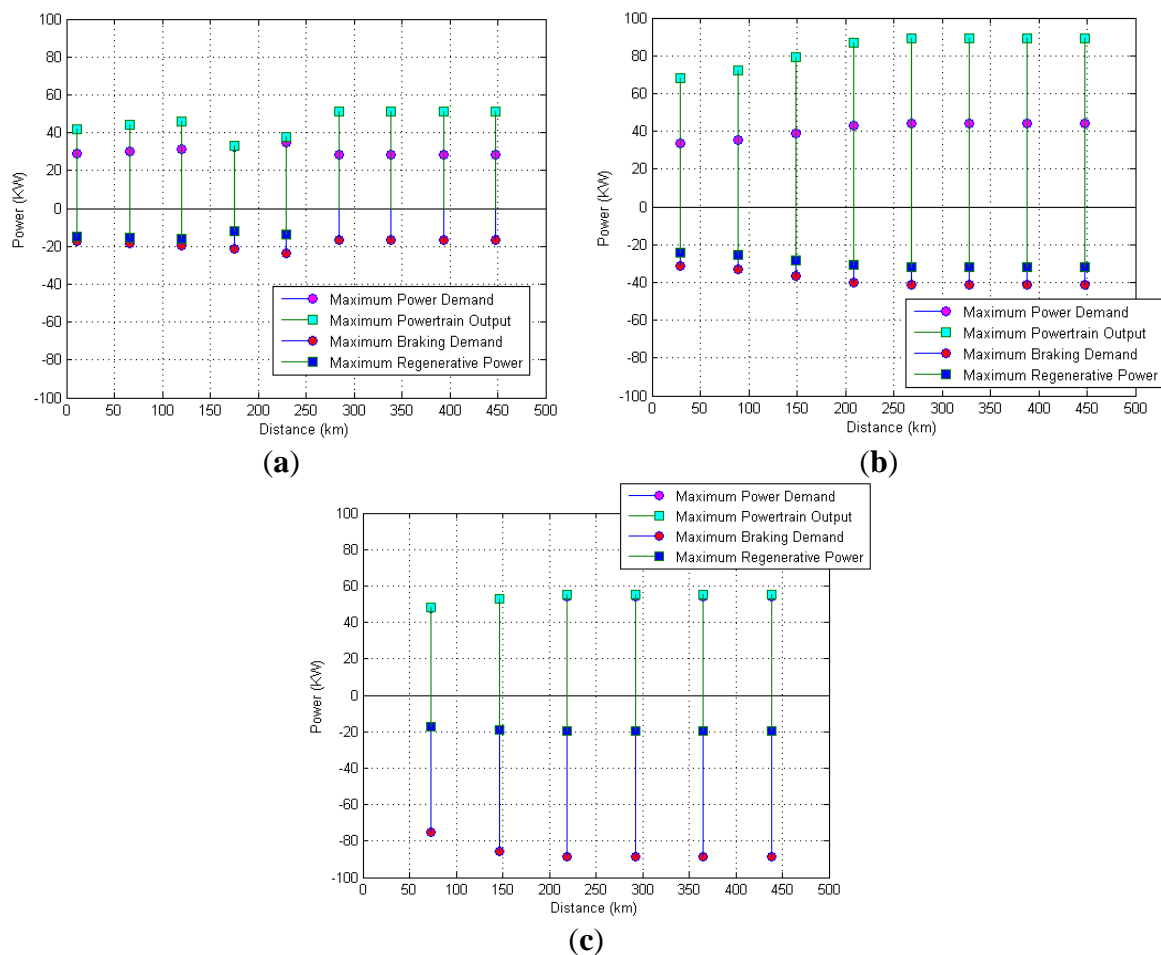 100
80
60
40
20
0
-20
-40
-60
-80
-100
Power (KW)
0 50 100 150 200 250 300 350 400 450 500
Distance (km)
Maximum Power Demand
Maximum Powertrain Output
Maximum Braking Demand
Maximum Regenerative Power
(a)
100
80
60
40
20
0
-20
-40
-60
-80
-100
Power (KW)
0 50 100 150 200 250 300 350 400 450 500
Distance (km)
Maximum Power Demand
Maximum Powertrain Output
Maximum Braking Demand
Maximum Regenerative Power
(b)
Maximum Power Demand
Maximum Powertrain Output
Maximum Braking Demand
Maximum Regenerative Power
100
80
60
40
20
0
-20
-40
-60
-80
-100
Power (KW)
0 50 100 150 200 250 300 350 400 450 500
Distance (km)
(c)